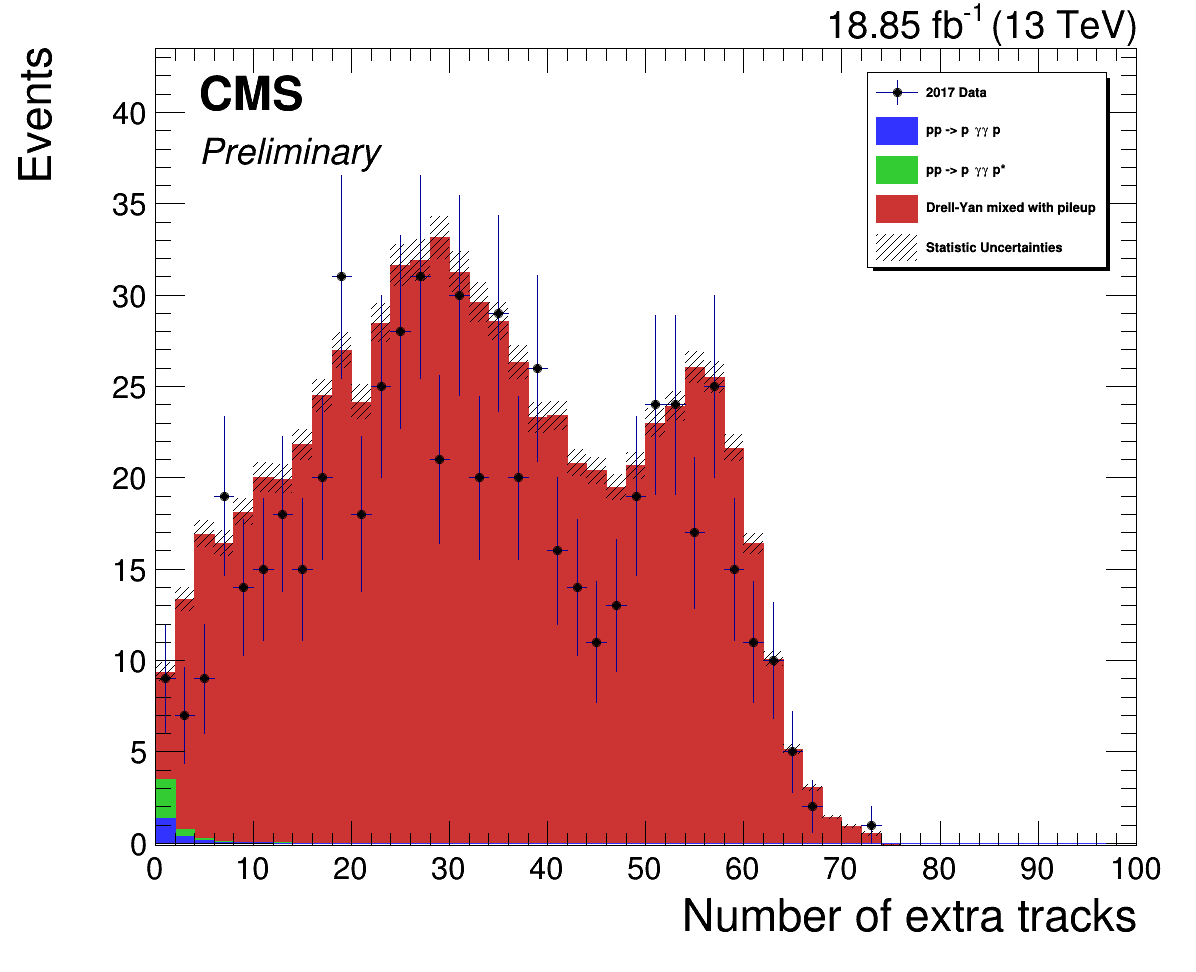 18.85 fb⁻¹ (13 TeV)
Events
CMS
Preliminary
2017 Data
pp -> p γγ p
pp -> p γγ p*
Drell-Yan mixed with pileup
Statistic Uncertainties
40
35
30
25
20
15
10
5
0
0 10 20 30 40 50 60 70 80 90 100
Number of extra tracks